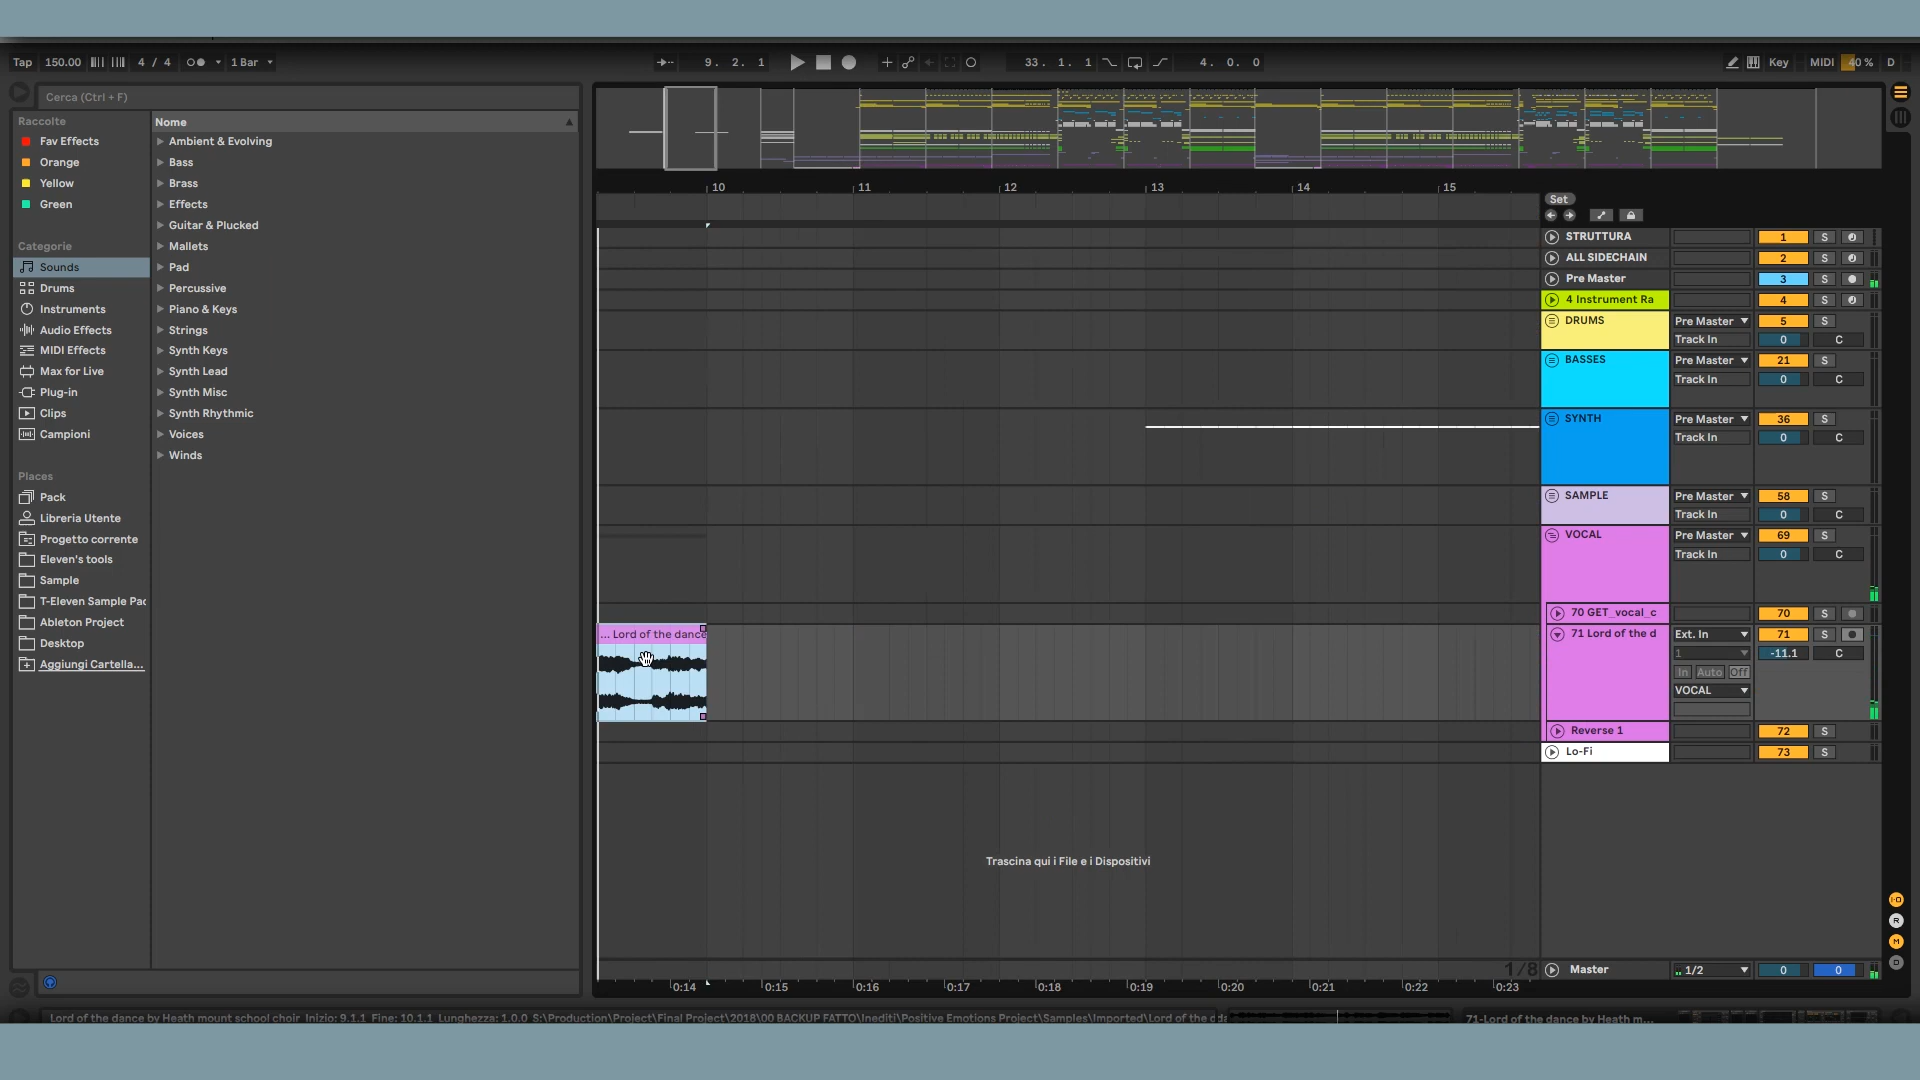 Tap 150.00 4 / 4 1 Bar 9. 2. 1 33. 1. 1 4. 0. 0 Key MIDI 40 % D
Cerca (Ctrl + F)
Raccolte
Fav Effects
Orange
Yellow
Green
Categorie
Sounds
Drums
Instruments
Audio Effects
MIDI Effects
Max for Live
Plug-in
Clips
Campioni
Places
Pack
Libreria Utente
Progetto corrente
Eleven's tools
Sample
T-Eleven Sample Pac
Ableton Project
Desktop
Aggiungi Cartella...
Nome
Ambient & Evolving
Bass
Brass
Effects
Guitar & Plucked
Mallets
Pad
Percussive
Piano & Keys
Strings
Synth Keys
Synth Lead
Synth Misc
Synth Rhythmic
Voices
Winds
10 11 12 13 14 15
Set
STRUTTURA 1 S
ALL SIDECHAIN 2 S
Pre Master 3 S
4 Instrument Ra 4 S
DRUMS Pre Master 5 S
Track In 0 C
BASSES Pre Master 21 S
Track In 0 C
SYNTH Pre Master 36 S
Track In 0 C
SAMPLE Pre Master 58 S
Track In 0 C
VOCAL Pre Master 69 S
Track In 0 C
70 GET_vocal_c 70 S
... Lord of the dance
71 Lord of the d Ext. In 71 S
1 -11.1 C
In Auto Off
VOCAL
Reverse 1 72 S
Lo-Fi 73 S
Trascina qui i File e i Dispositivi
1/8
Master 1/2 0 0
0:14 0:15 0:16 0:17 0:18 0:19 0:20 0:21 0:22 0:23
I·O
R
M
D
Lord of the dance by Heath mount school choir Inizio: 9.1.1 Fine: 10.1.1 Lunghezza: 1.0.0 S:\Production\Project\Final Project\2018\00 BACKUP FATTO\Inediti\Positive Emotions Project\Samples\Imported\Lord of the da
71-Lord of the dance by Heath m...